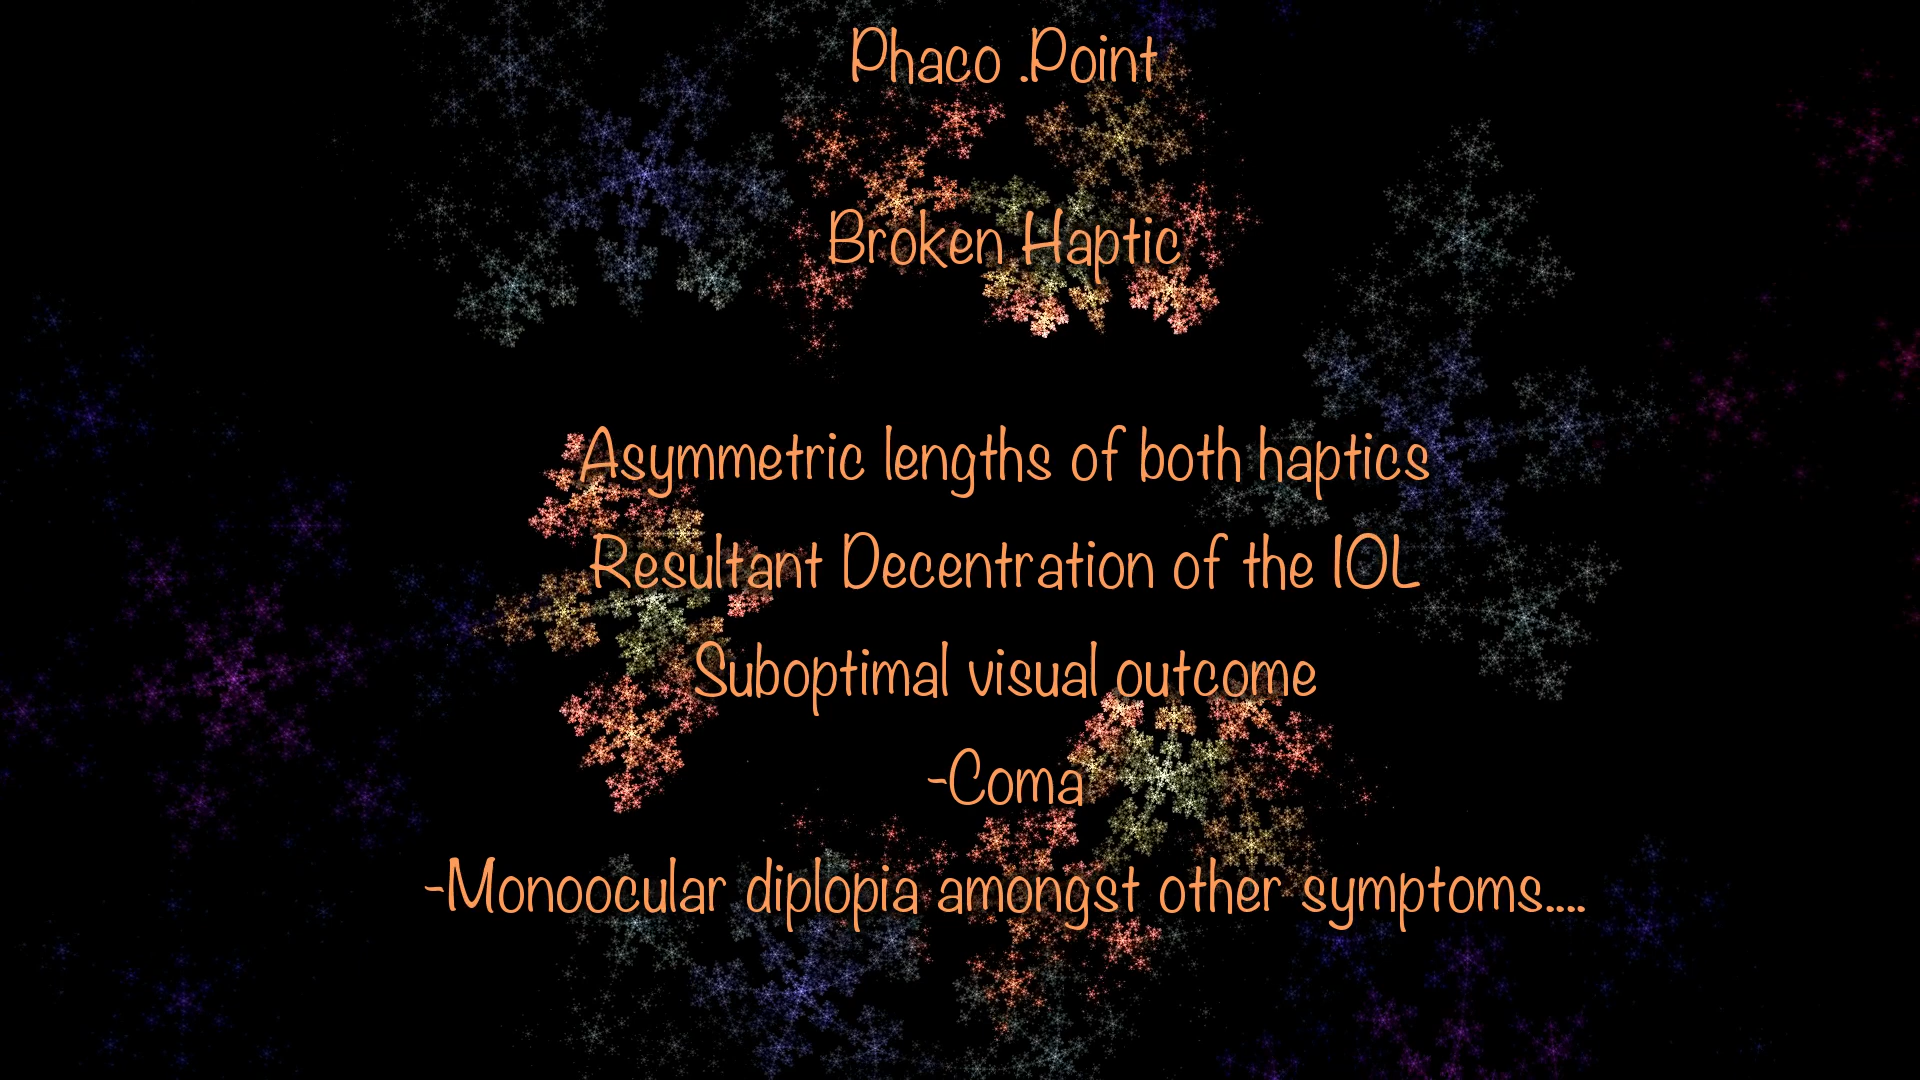 Phaco .Point
Broken Haptic
Asymmetric lengths of both haptics
Resultant Decentration of the IOL
Suboptimal visual outcome
-Coma
-Monoocular diplopia amongst other symptoms....